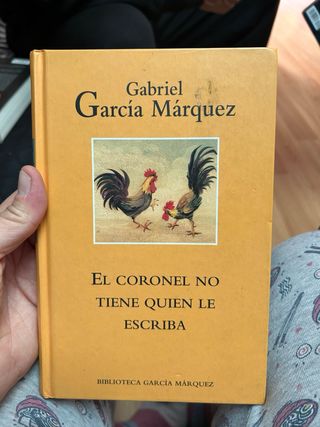 Gabriel
García Márquez
EL CORONEL NO
TIENE QUIEN LE
ESCRIBA
BIBLIOTECA GARCÍA MÁRQUEZ